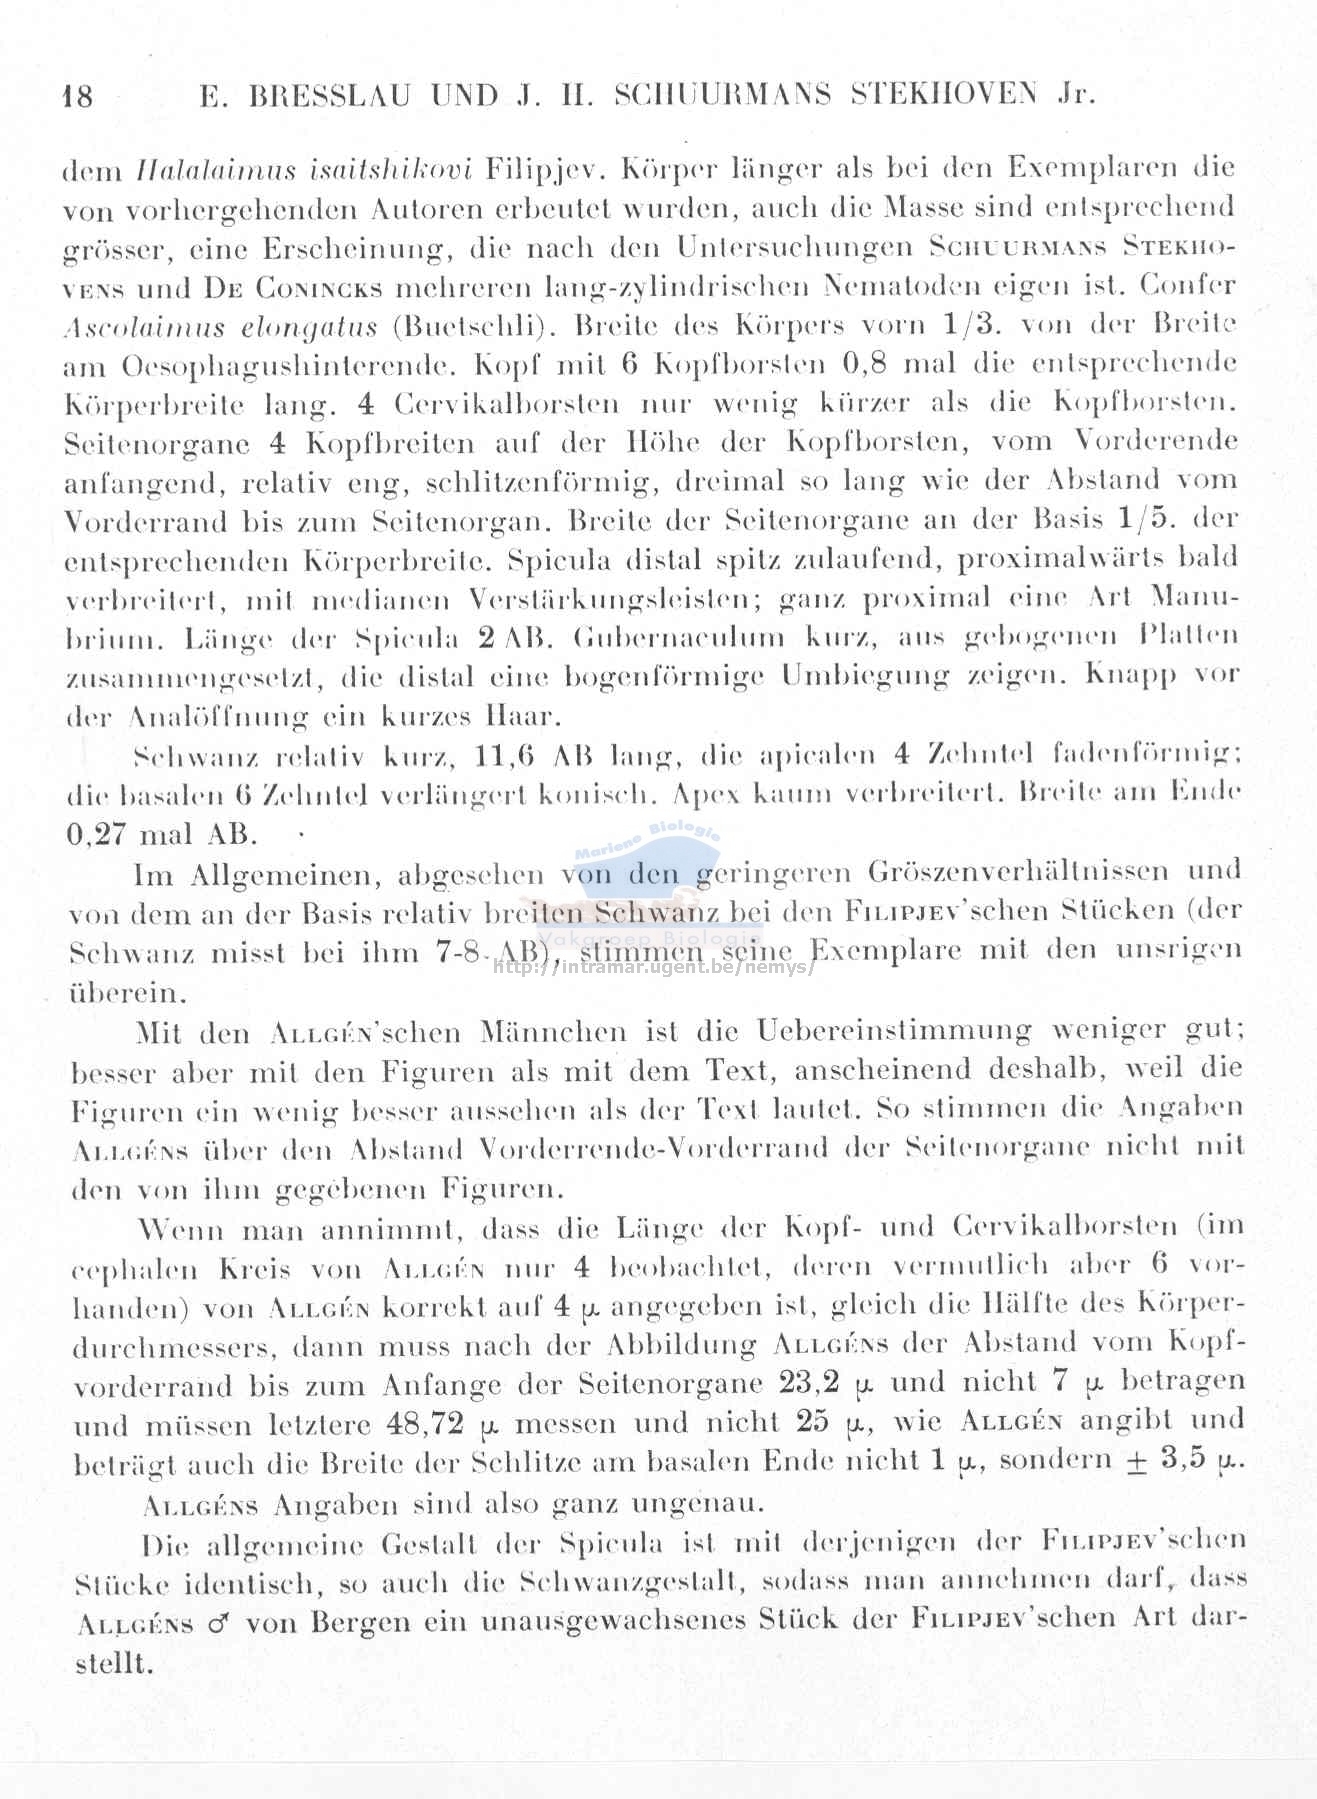 18 E. BRESSLAU UND J. H. SCHUURMANS STEKHOVEN Jr.
dem Halalaimus isaitshikovi Filipjev. Körper länger als bei den Exemplaren die
von vorhergehenden Autoren erbeutet wurden, auch die Masse sind entsprechend
grösser, eine Erscheinung, die nach den Untersuchungen SCHUURMANS STEKHO-
VENS und DE CONINCKS mehreren lang-zylindrischen Nematoden eigen ist. Confer
Ascolaimus elongatus (Buetschli). Breite des Körpers vorn 1/3. von der Breite
am Oesophagushinterende. Kopf mit 6 Kopfborsten 0,8 mal die entsprechende
Körperbreite lang. 4 Cervikalborsten nur wenig kürzer als die Kopfborsten.
Seitenorgane 4 Kopfbreiten auf der Höhe der Kopfborsten, vom Vorderende
anfangend, relativ eng, schlitzenförmig, dreimal so lang wie der Abstand vom
Vorderrand bis zum Seitenorgan. Breite der Seitenorgane an der Basis 1/5. der
entsprechenden Körperbreite. Spicula distal spitz zulaufend, proximalwärts bald
verbreitert, mit medianen Verstärkungsleisten; ganz proximal eine Art Manu-
brium. Länge der Spicula 2 AB. Gubernaculum kurz, aus gebogenen Platten
zusammengesetzt, die distal eine bogenförmige Umbiegung zeigen. Knapp vor
der Analöffnung ein kurzes Haar.
Schwanz relativ kurz, 11,6 AB lang, die apicalen 4 Zehntel fadenförmig;
die basalen 6 Zehntel verlängert konisch. Apex kaum verbreitert. Breite am Ende
0,27 mal AB.
Im Allgemeinen, abgesehen von den geringeren Gröszenverhältnissen und
von dem an der Basis relativ breiten Schwanz bei den FILIPJEV'schen Stücken (der
Schwanz misst bei ihm 7-8 AB), stimmen seine Exemplare mit den unsrigen
überein.
Mariene Biologie
Vakgroep Biologie
http://intramar.ugent.be/nemys/
Mit den ALLGÉN'schen Männchen ist die Uebereinstimmung weniger gut;
besser aber mit den Figuren als mit dem Text, anscheinend deshalb, weil die
Figuren ein wenig besser aussehen als der Text lautet. So stimmen die Angaben
ALLGÉNS über den Abstand Vorderrende-Vorderrand der Seitenorgane nicht mit
den von ihm gegebenen Figuren.
Wenn man annimmt, dass die Länge der Kopf- und Cervikalborsten (im
cephalen Kreis von ALLGÉN nur 4 beobachtet, deren vermutlich aber 6 vor-
handen) von ALLGÉN korrekt auf 4 μ angegeben ist, gleich die Hälfte des Körper-
durchmessers, dann muss nach der Abbildung ALLGÉNS der Abstand vom Kopf-
vorderrand bis zum Anfange der Seitenorgane 23,2 μ und nicht 7 μ betragen
und müssen letztere 48,72 μ messen und nicht 25 μ, wie ALLGÉN angibt und
beträgt auch die Breite der Schlitze am basalen Ende nicht 1 μ, sondern ± 3,5 μ.
ALLGÉNS Angaben sind also ganz ungenau.
Die allgemeine Gestalt der Spicula ist mit derjenigen der FILIPJEV'schen
Stücke identisch, so auch die Schwanzgestalt, sodass man annehmen darf, dass
ALLGÉNS ♂ von Bergen ein unausgewachsenes Stück der FILIPJEV'schen Art dar-
stellt.